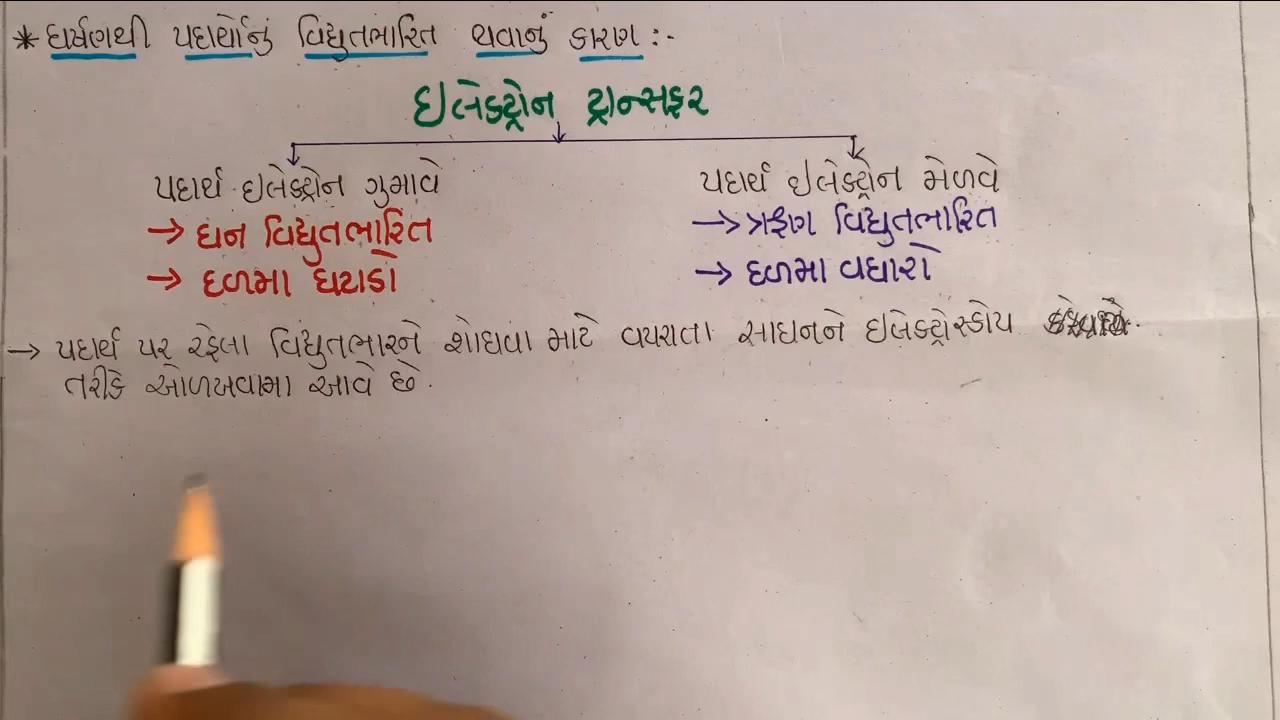 * ઘર્ષણથી પદાર્થોનું વિદ્યુતભારિત થવાનું કારણ :-
ઇલેક્ટ્રોન ટ્રાન્સફર
પદાર્થ ઇલેક્ટ્રોન ગુમાવે
→ ઘન વિદ્યુતભારિત
→ દળમા ઘટાડો
પદાર્થ ઇલેક્ટ્રોન મેળવે
→ ઋણ વિદ્યુતભારિત
→ દળમા વધારો
→ પદાર્થ પર રહેલા વિદ્યુતભારને શોધવા માટે વપરાતા સાધનને ઇલેક્ટ્રોસ્કોપ
તરીકે ઓળખવામા આવે છે.